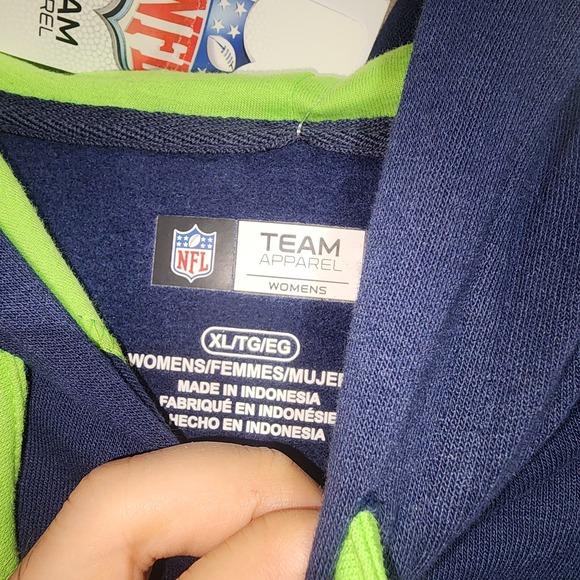 TEAM
NFL
NFL
TEAM
APPAREL
WOMENS
XL/TG/EG
WOMENS/FEMMES/MUJER
MADE IN INDONESIA
FABRIQUÉ EN INDONÉSIE
HECHO EN INDONESIA